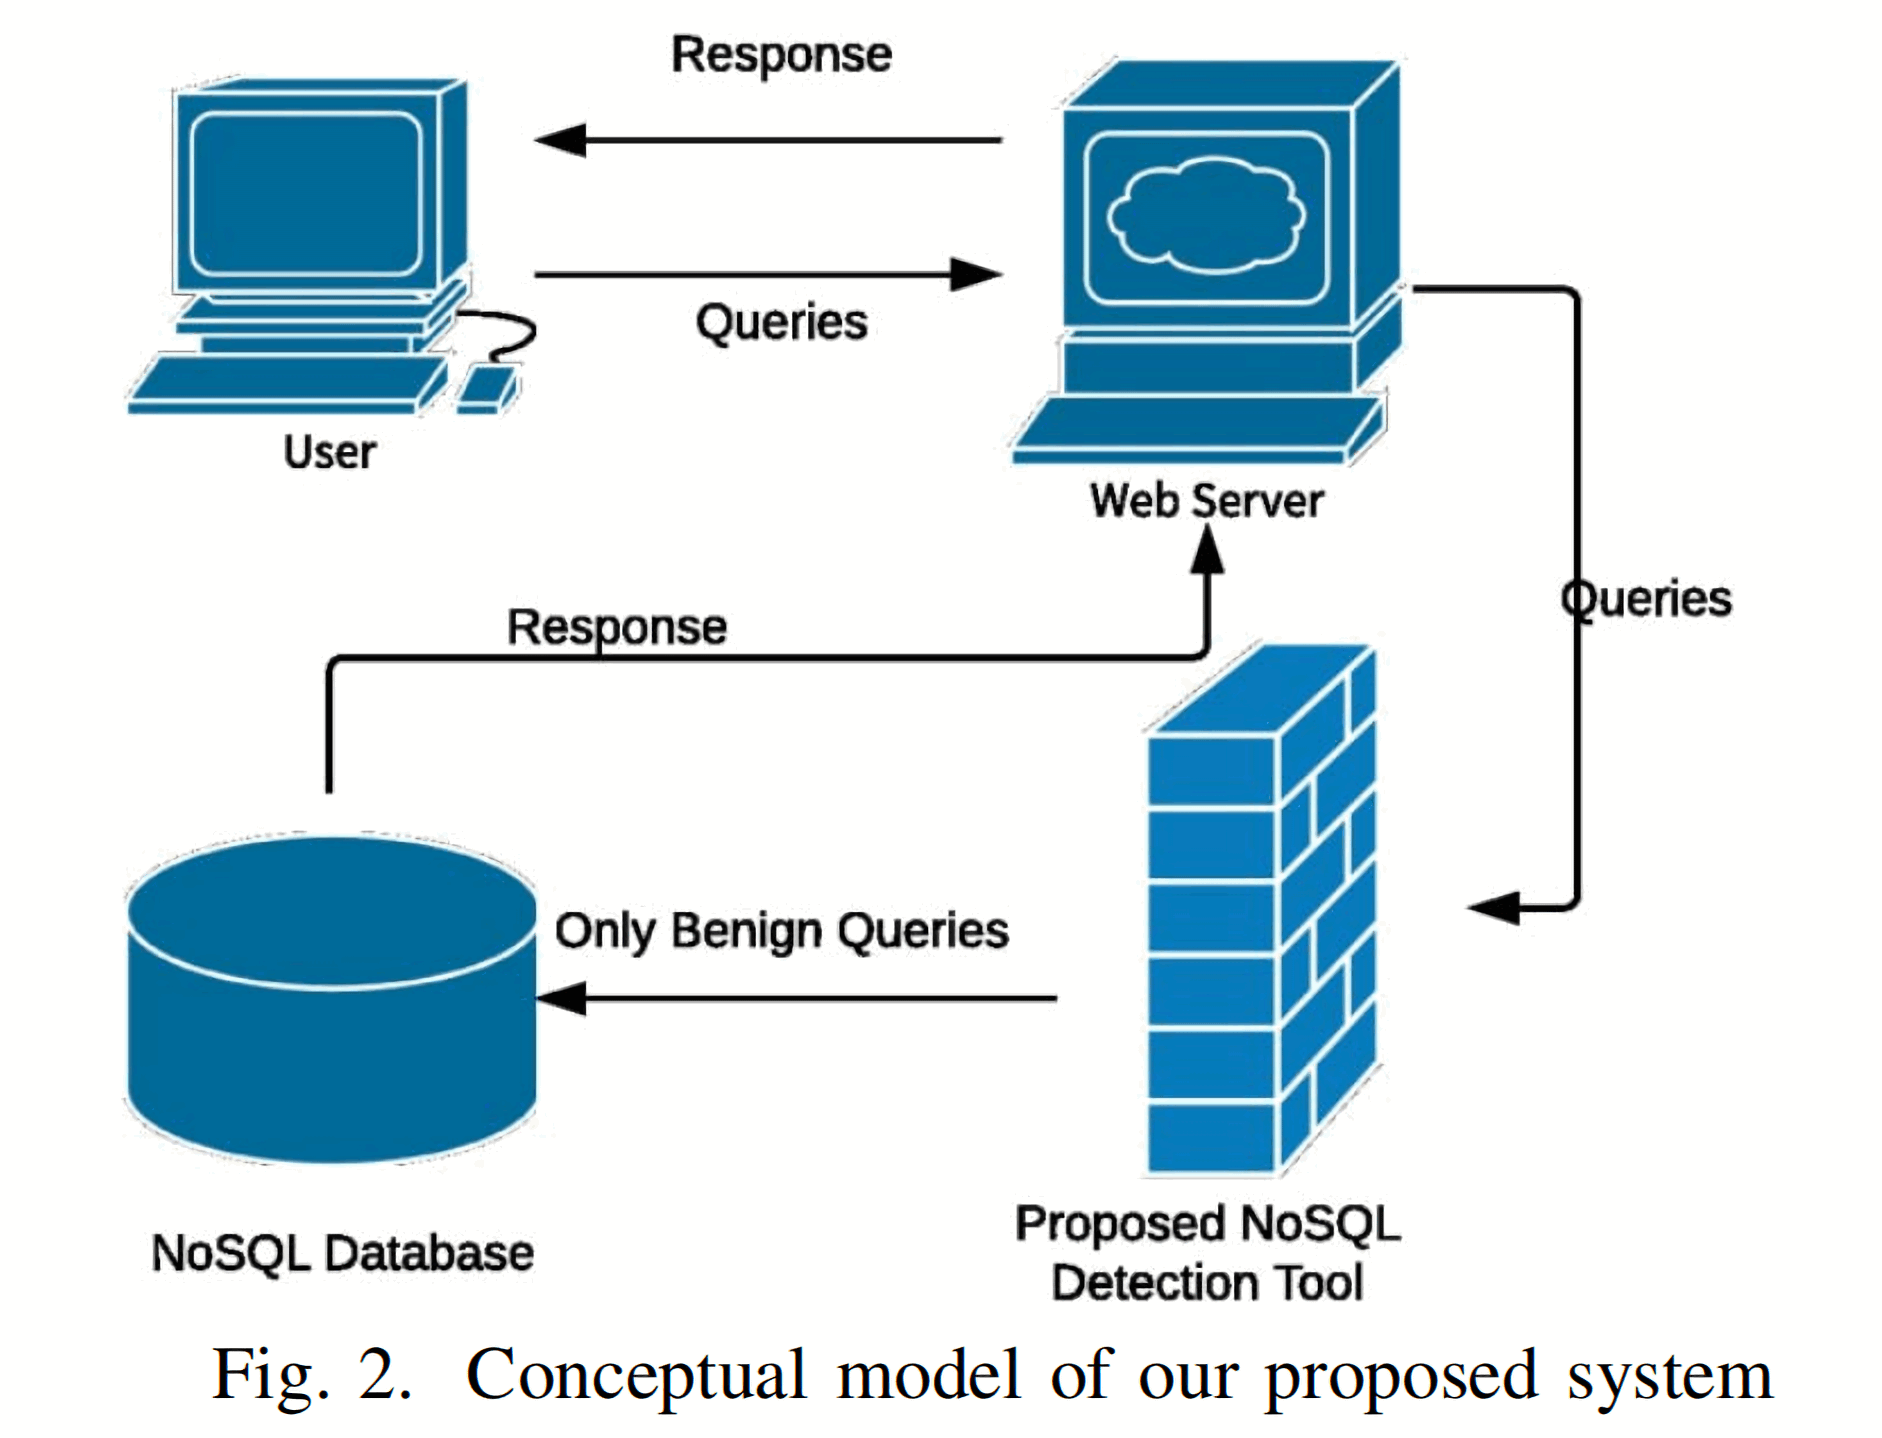 Response
Queries
User
Web Server
Response
Queries
Only Benign Queries
NoSQL Database
Proposed NoSQL
Detection Tool
Fig. 2. Conceptual model of our proposed system